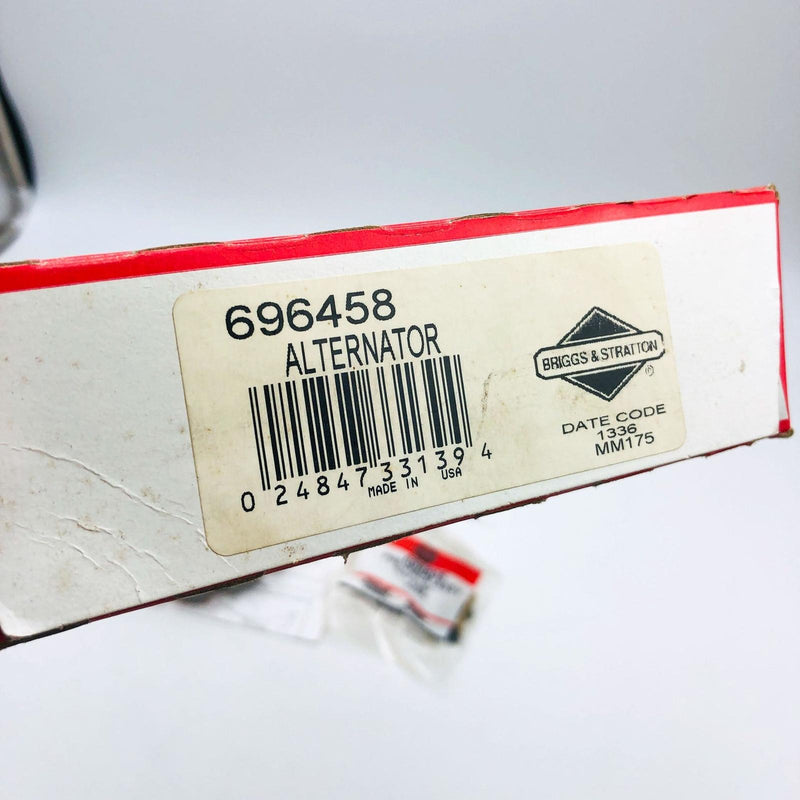 696458
ALTERNATOR
0 24847 33139 4
MADE IN USA
BRIGGS & STRATTON
®
DATE CODE
1336
MM175